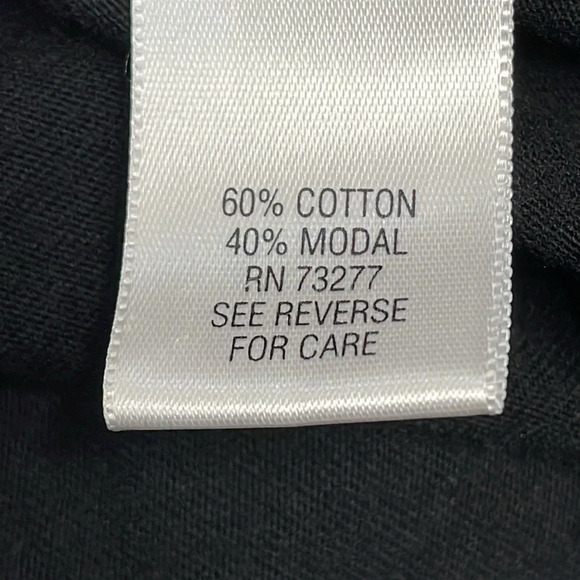 60% COTTON
40% MODAL
RN 73277
SEE REVERSE
FOR CARE